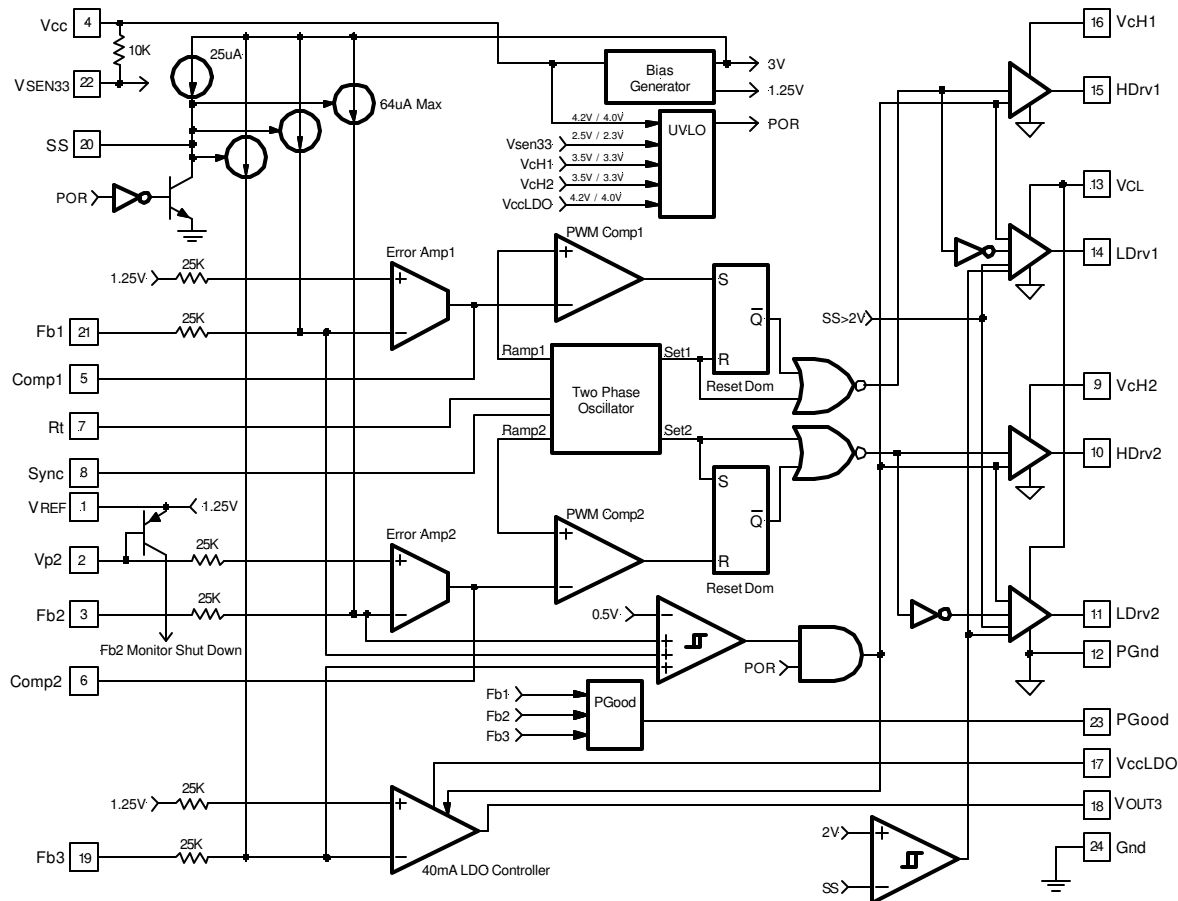 Vcc 4
10K
VSEN33 22
25uA
64uA Max
SS 20
POR
Bias Generator
3V
1.25V
4.2V / 4.0V
UVLO
POR
Vsen33 2.5V / 2.3V
VcH1 3.5V / 3.3V
VcH2 3.5V / 3.3V
VccLDO 4.2V / 4.0V
16 VcH1
15 HDrv1
13 VCL
14 LDrv1
SS>2V
9 VcH2
10 HDrv2
11 LDrv2
12 PGnd
Error Amp1
PWM Comp1
1.25V 25K
+
−
+
−
Fb1 21 25K
S
Q
R
Reset Dom
Comp1 5
Ramp1
Set1
Two Phase Oscillator
Rt 7
Ramp2
Set2
Sync 8
VREF 1 1.25V
S
Q
R
Reset Dom
Vp2 2 25K
Error Amp2
PWM Comp2
+
−
+
−
Fb2 3 25K
Fb2 Monitor Shut Down
0.5V
−
+
+
+
POR
Comp2 6
Fb1
Fb2
Fb3
PGood
23 PGood
17 VccLDO
18 VOUT3
1.25V 25K
+
−
Fb3 19 25K
40mA LDO Controller
2V
+
SS
−
24 Gnd